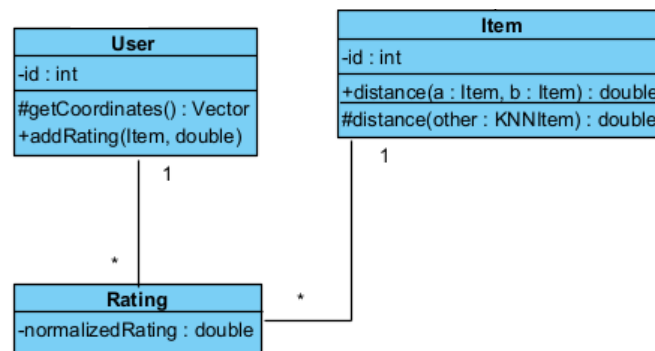 User
-id : int
#getCoordinates() : Vector
+addRating(Item, double)
Item
-id : int
+distance(a : Item, b : Item) : double
#distance(other : KNNItem) : double
1
1
*
*
Rating
-normalizedRating : double